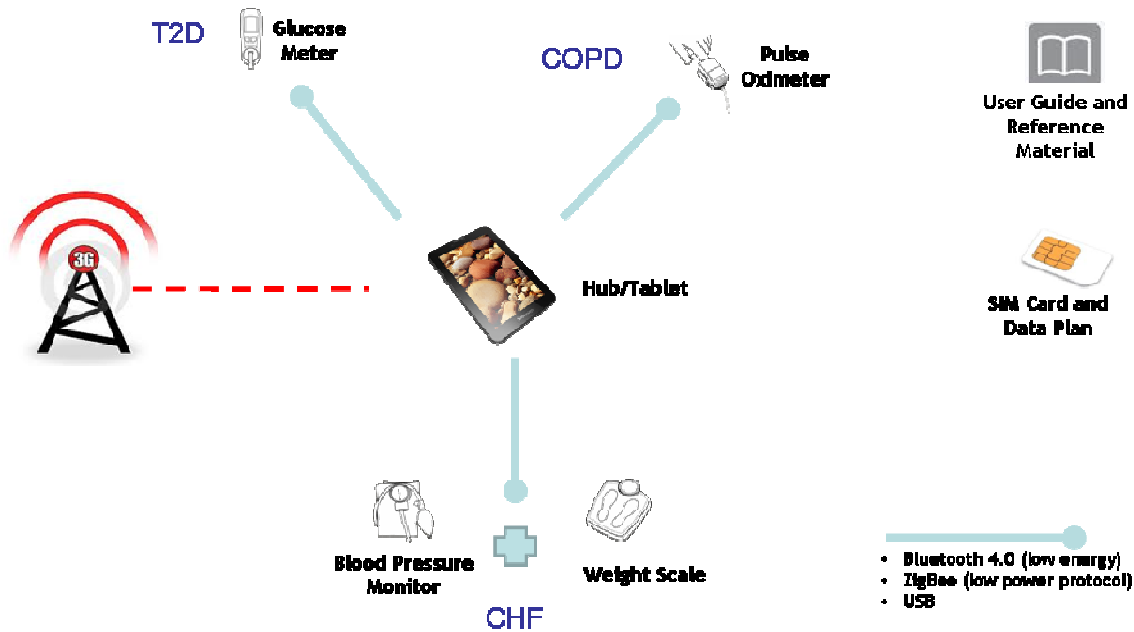 T2D
Glucose
Meter
COPD
Pulse
Oximeter
User Guide and
Reference
Material
3G
Hub/Tablet
SIM Card and
Data Plan
Blood Pressure
Monitor
Weight Scale
CHF
• Bluetooth 4.0 (low energy)
• ZigBee (low power protocol)
• USB